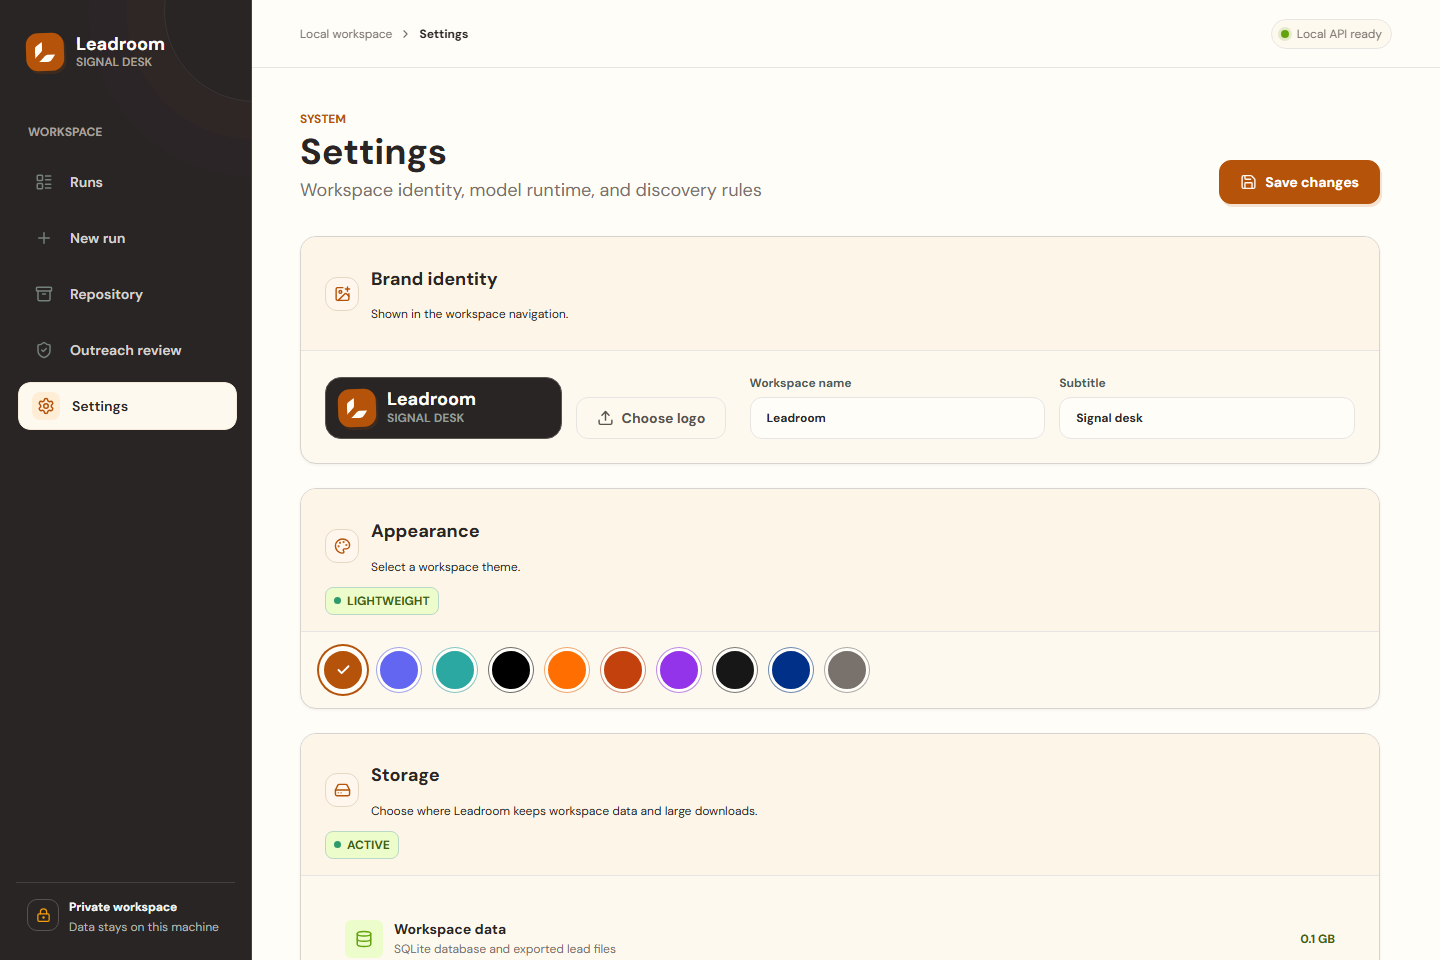 Leadroom
SIGNAL DESK
WORKSPACE
Runs
New run
Repository
Outreach review
Settings
Private workspace
Data stays on this machine
Local workspace > Settings
Local API ready
SYSTEM
Settings
Workspace identity, model runtime, and discovery rules
Save changes
Brand identity
Shown in the workspace navigation.
Leadroom
SIGNAL DESK
Choose logo
Workspace name
Leadroom
Subtitle
Signal desk
Appearance
Select a workspace theme.
LIGHTWEIGHT
Storage
Choose where Leadroom keeps workspace data and large downloads.
ACTIVE
Workspace data
SQLite database and exported lead files
0.1 GB